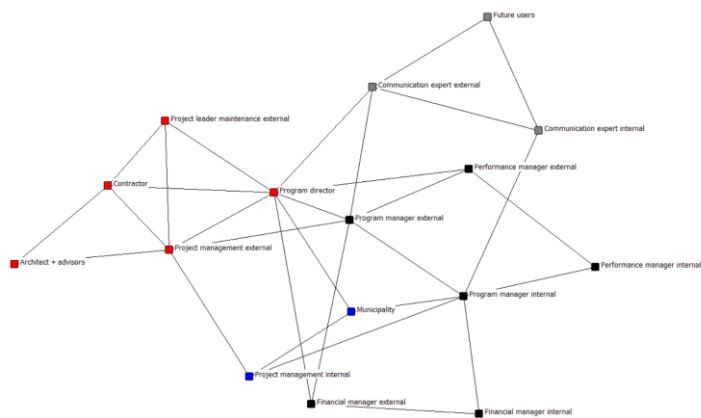 Future users
Communication expert external
Project leader maintenance external
Communication expert internal
Performance manager external
Contractor
Program director
Program manager external
Project management external
Architect + advisors
Performance manager internal
Program manager internal
Municipality
Project management internal
Financial manager external
Financial manager internal